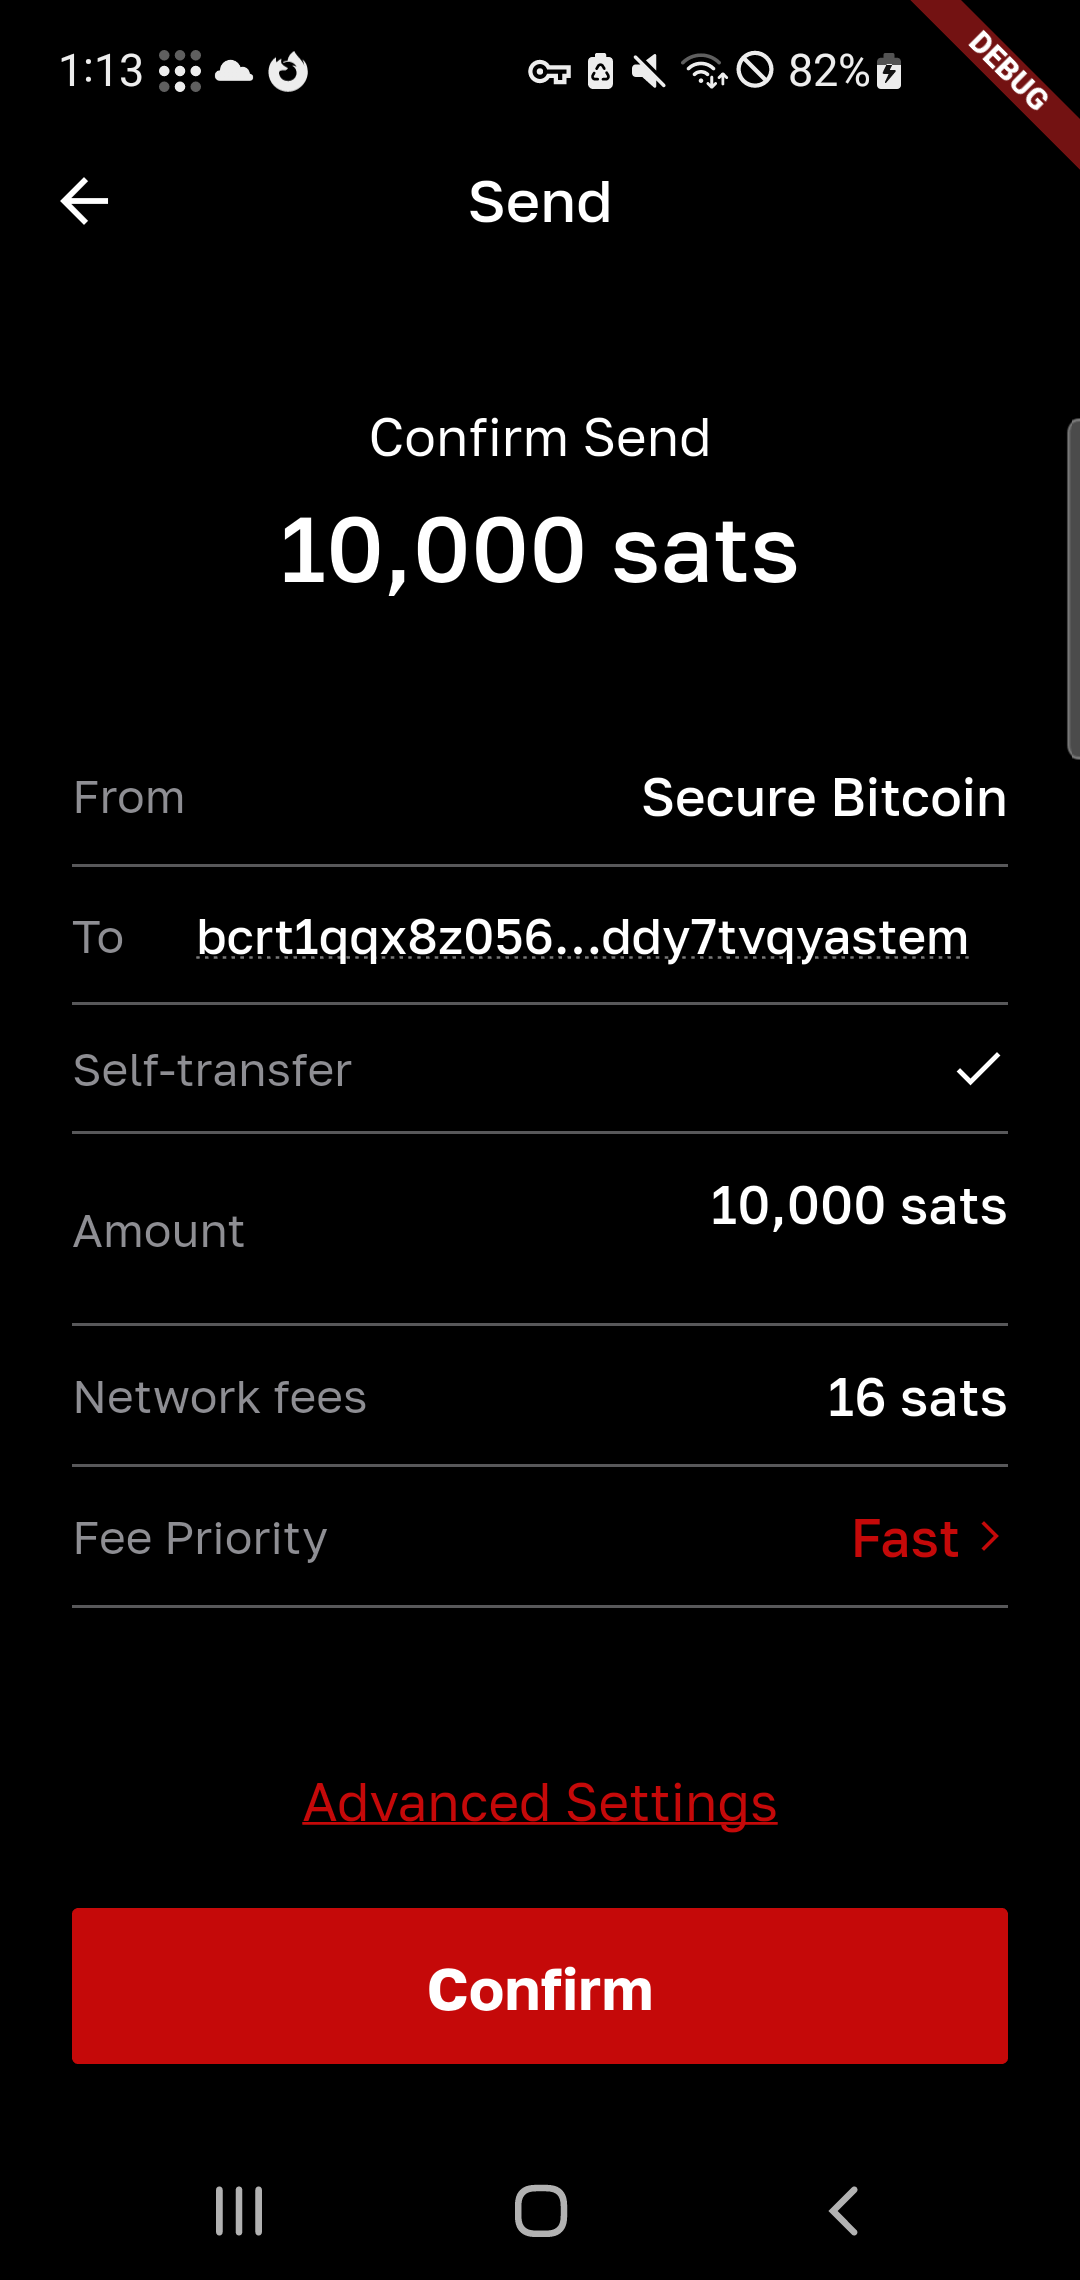 1:13
82%
DEBUG
Send
Confirm Send
10,000 sats
From Secure Bitcoin
To bcrt1qqx8z056...ddy7tvqyastem
Self-transfer
Amount 10,000 sats
Network fees 16 sats
Fee Priority Fast
Advanced Settings
Confirm